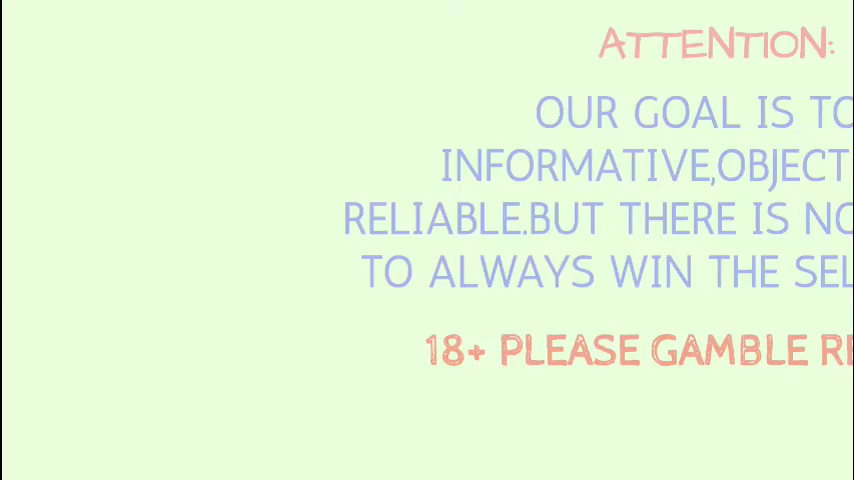 ATTENTION:
OUR GOAL IS TO
INFORMATIVE,OBJECT
RELIABLE.BUT THERE IS NO
TO ALWAYS WIN THE SEL
18+ PLEASE GAMBLE RE